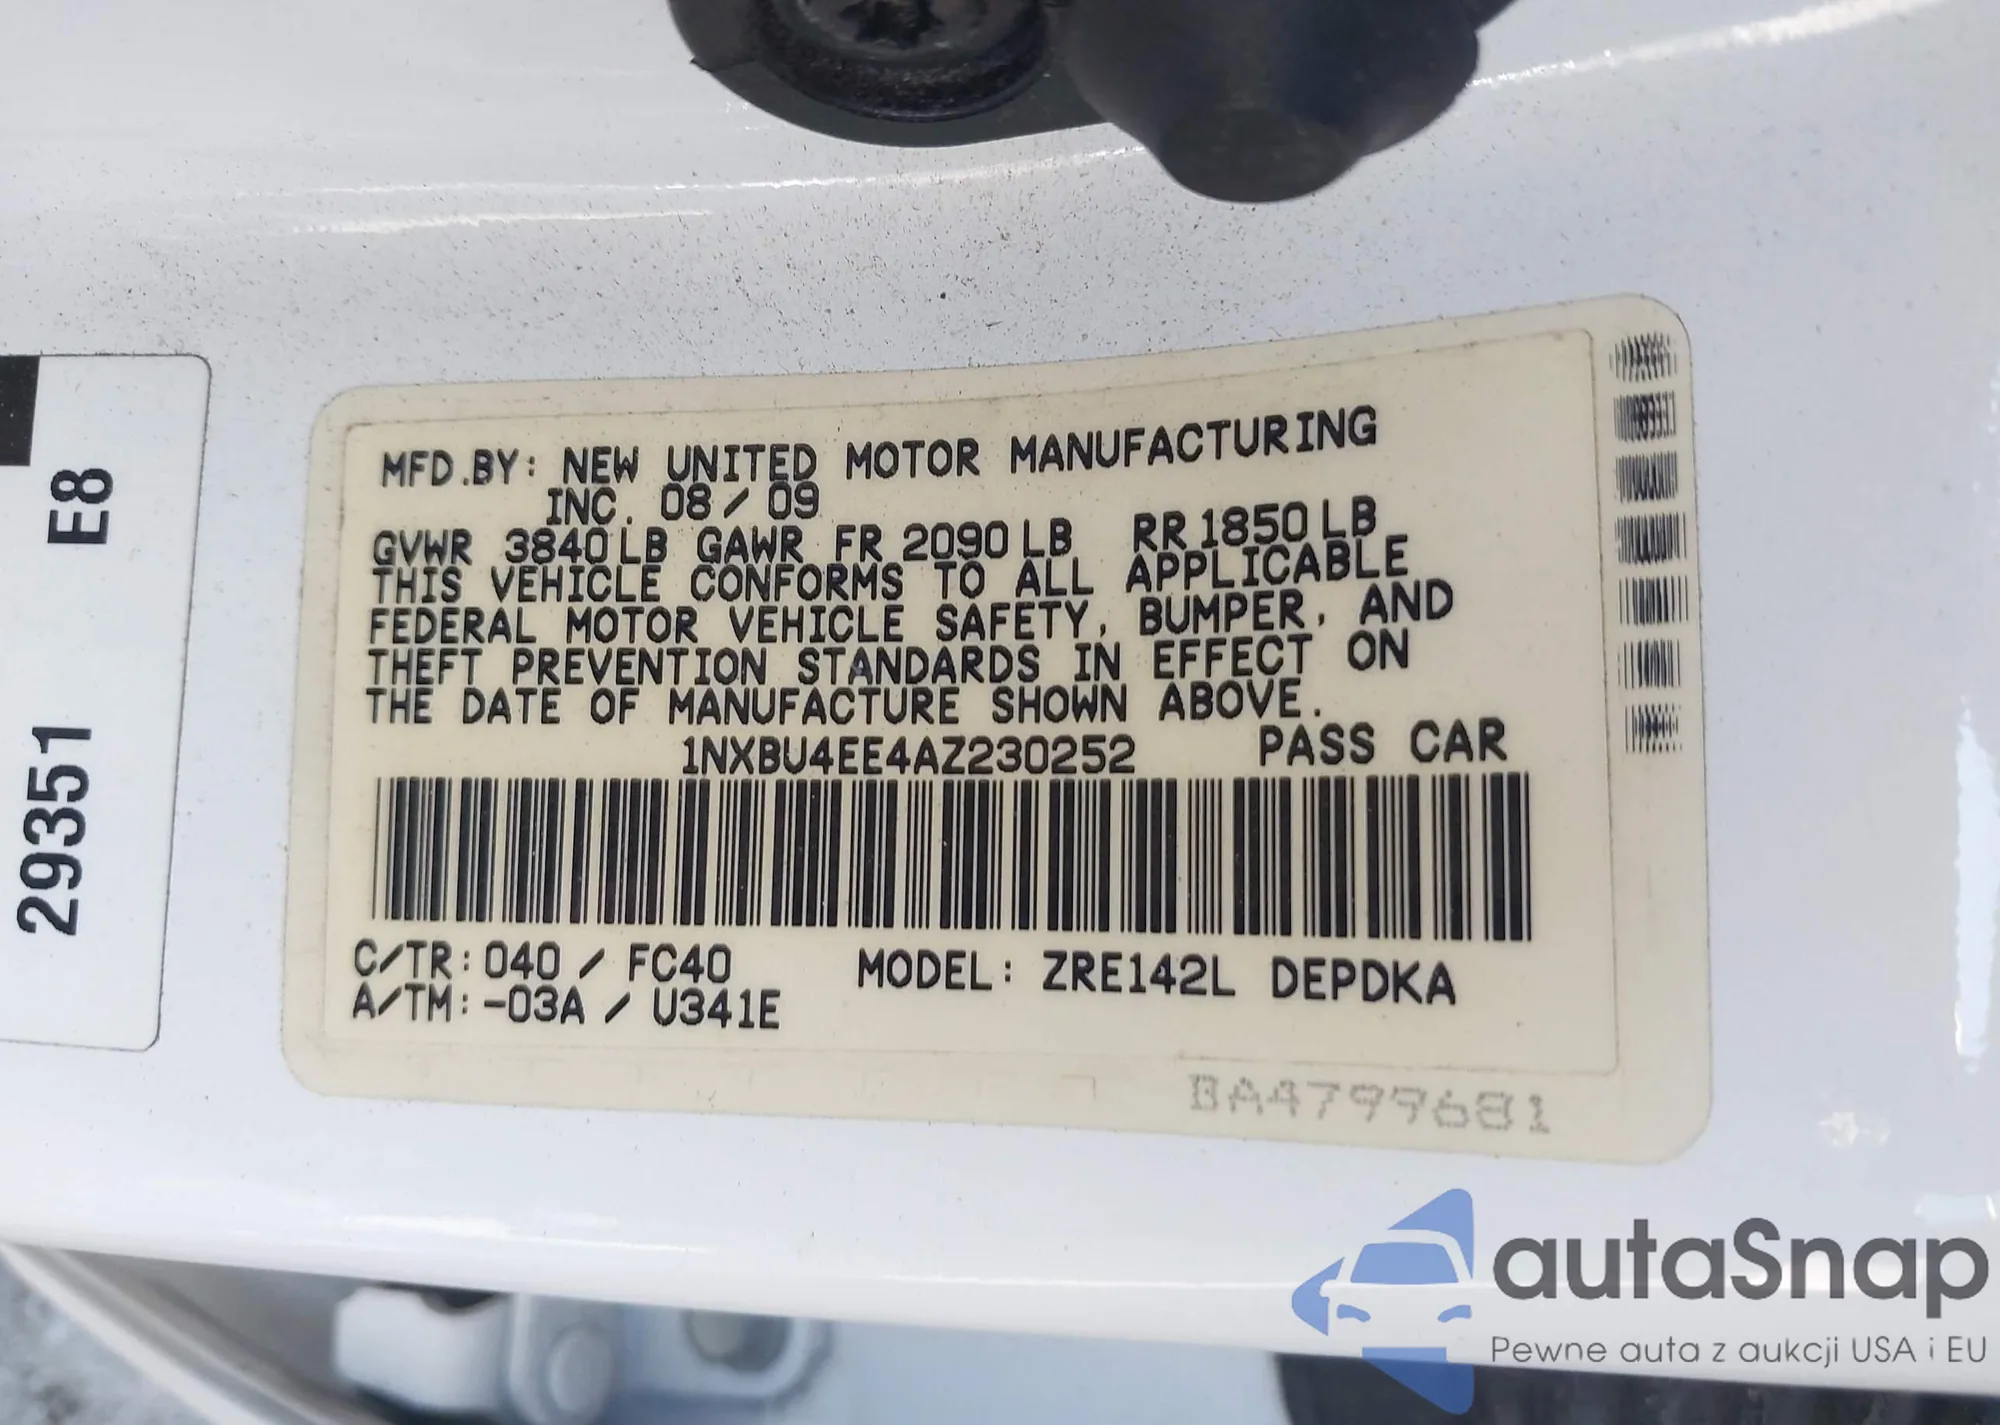 MFD.BY: NEW UNITED MOTOR MANUFACTURING
INC. 08/09
GVWR 3840LB GAWR FR 2090LB RR 1850LB
THIS VEHICLE CONFORMS TO ALL APPLICABLE
FEDERAL MOTOR VEHICLE SAFETY, BUMPER, AND
THEFT PREVENTION STANDARDS IN EFFECT ON
THE DATE OF MANUFACTURE SHOWN ABOVE.
1NXBU4EE4AZ230252 PASS CAR
C/TR: 040 / FC40 MODEL: ZRE142L DEPDKA
A/TM: -03A / U341E
BA4799681
29351 E8
autaSnap
Pewne auta z aukcji USA i EU